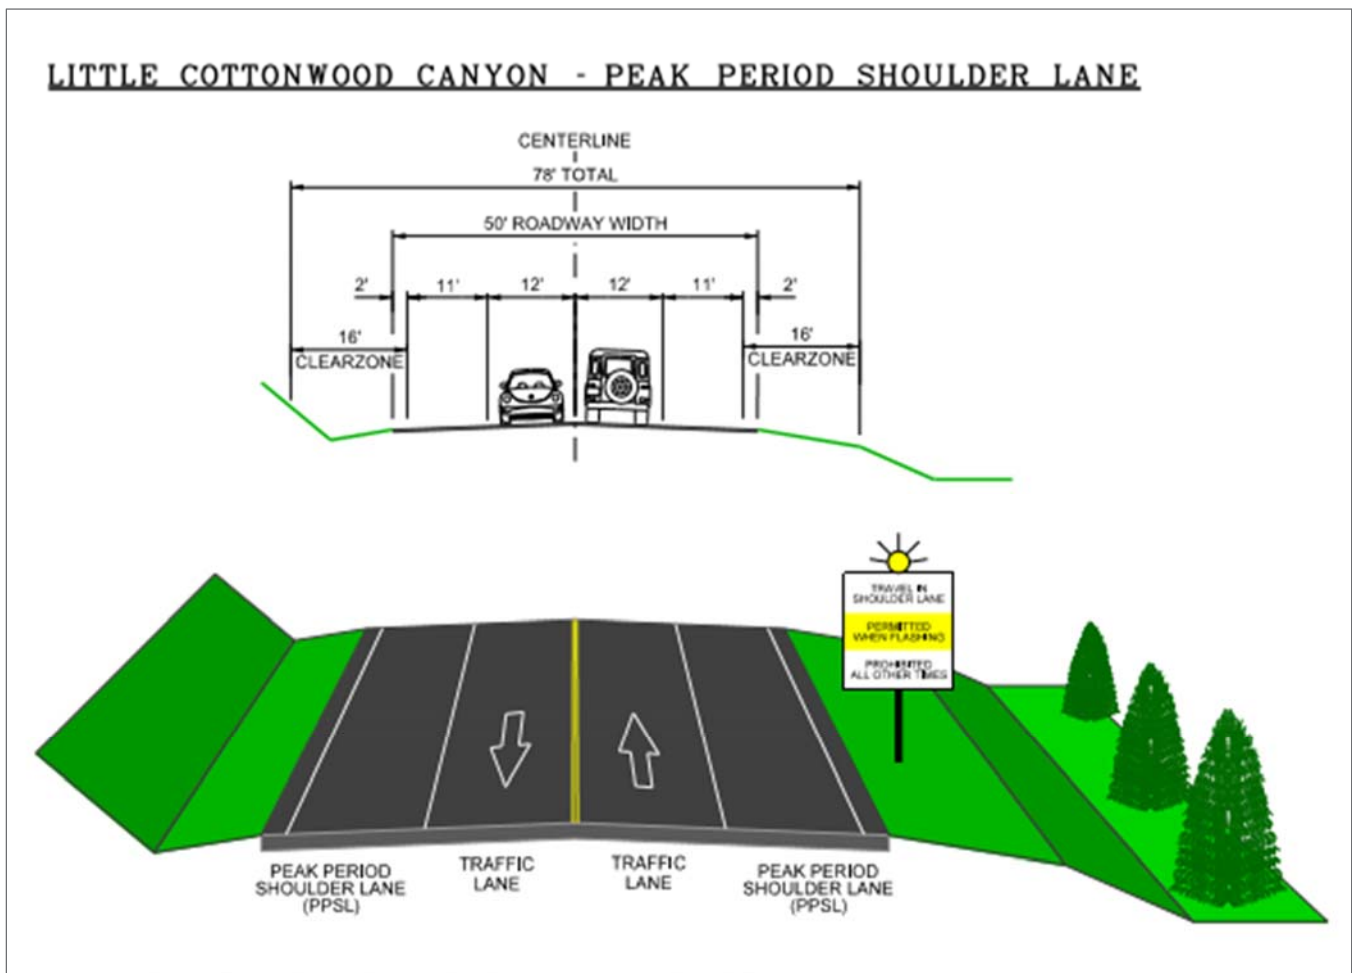 LITTLE COTTONWOOD CANYON - PEAK PERIOD SHOULDER LANE
CENTERLINE
78' TOTAL
50' ROADWAY WIDTH
2' 11' 12' 12' 11' 2'
16' 16'
CLEARZONE CLEARZONE
TRAVEL IN
SHOULDER LANE
PERMITTED
WHEN FLASHING
PROHIBITED
ALL OTHER TIMES
PEAK PERIOD
SHOULDER LANE
(PPSL)
TRAFFIC
LANE
TRAFFIC
LANE
PEAK PERIOD
SHOULDER LANE
(PPSL)